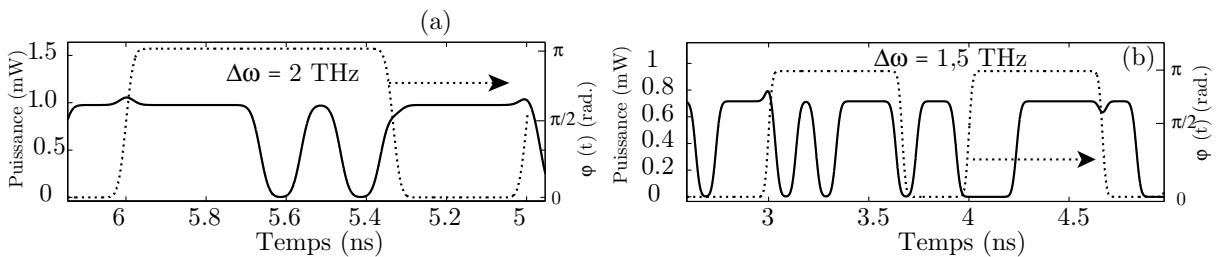 (a)
1.5
1.0
0.5
0
Puissance (mW)
Δω = 2 THz
π
π/2
0
φ (t) (rad.)
6 5.8 5.6 5.4 5.2 5
Temps (ns)
(b)
1
0.8
0.6
0.4
0.2
0
Puissance (mW)
Δω = 1,5 THz
π
π/2
0
φ (t) (rad.)
3 3.5 4 4.5
Temps (ns)